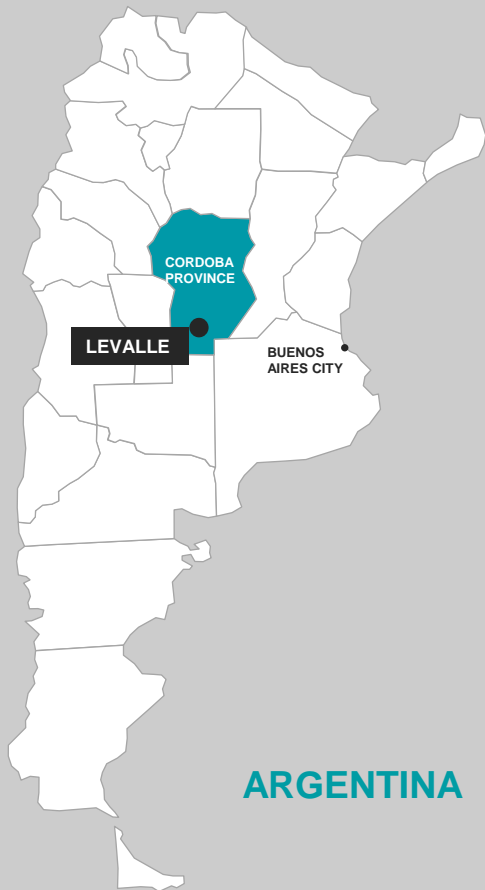 CORDOBA
PROVINCE
LEVALLE
BUENOS
AIRES CITY
ARGENTINA